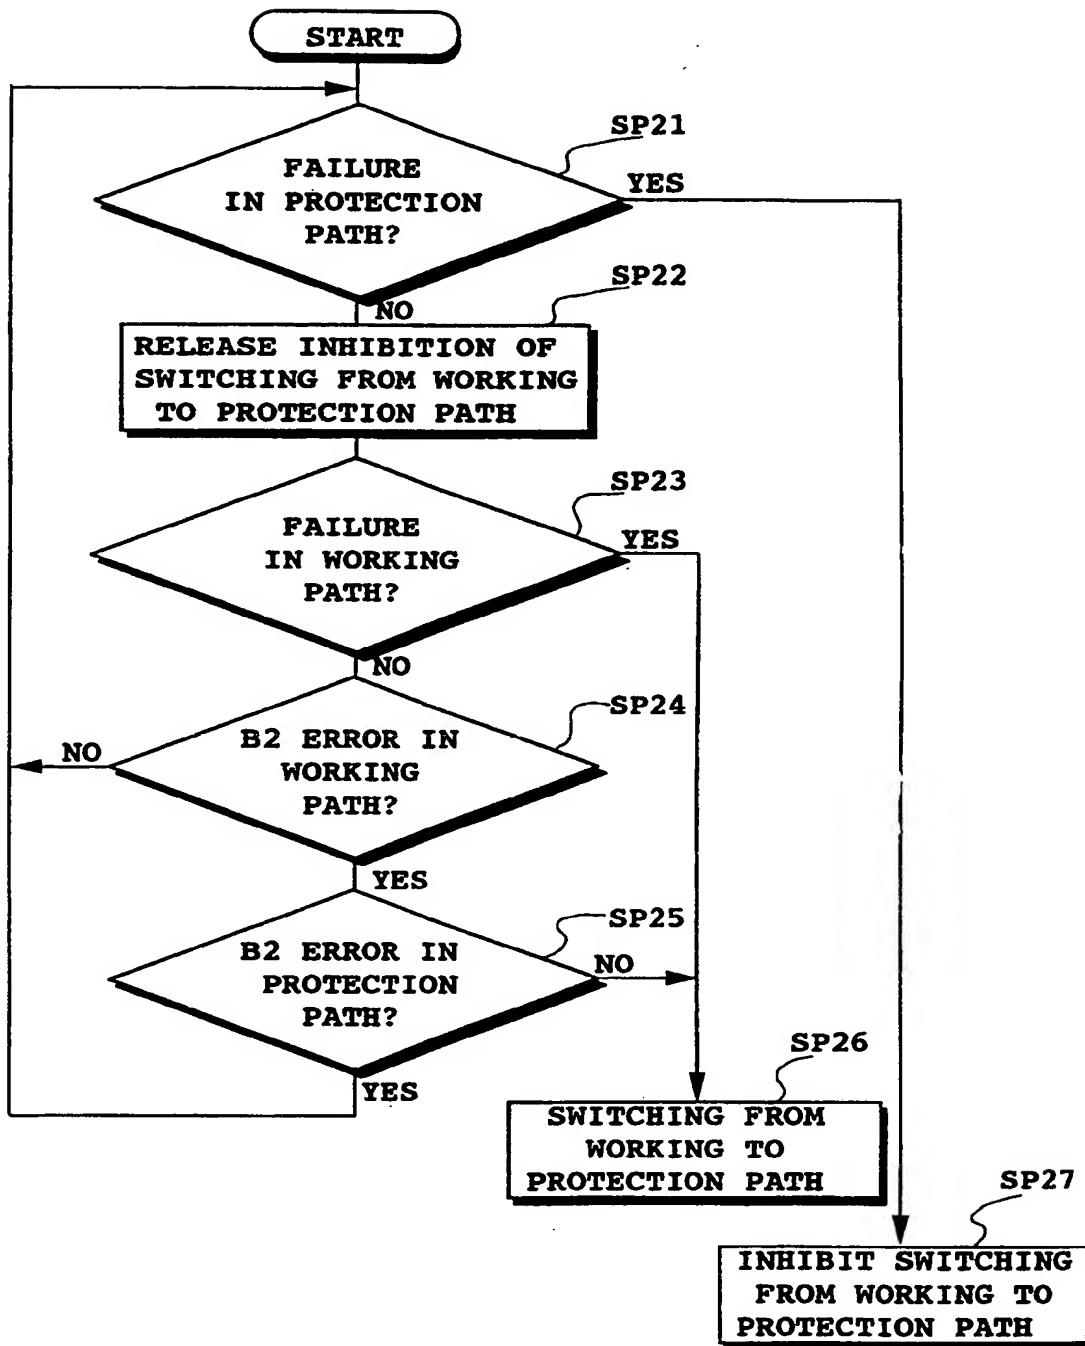 START
SP21
FAILURE
IN PROTECTION
PATH?
YES
NO
SP22
RELEASE INHIBITION OF
SWITCHING FROM WORKING
TO PROTECTION PATH
SP23
FAILURE
IN WORKING
PATH?
YES
NO
SP24
B2 ERROR IN
WORKING
PATH?
NO
YES
SP25
B2 ERROR IN
PROTECTION
PATH?
NO
YES
SP26
SWITCHING FROM
WORKING TO
PROTECTION PATH
SP27
INHIBIT SWITCHING
FROM WORKING TO
PROTECTION PATH